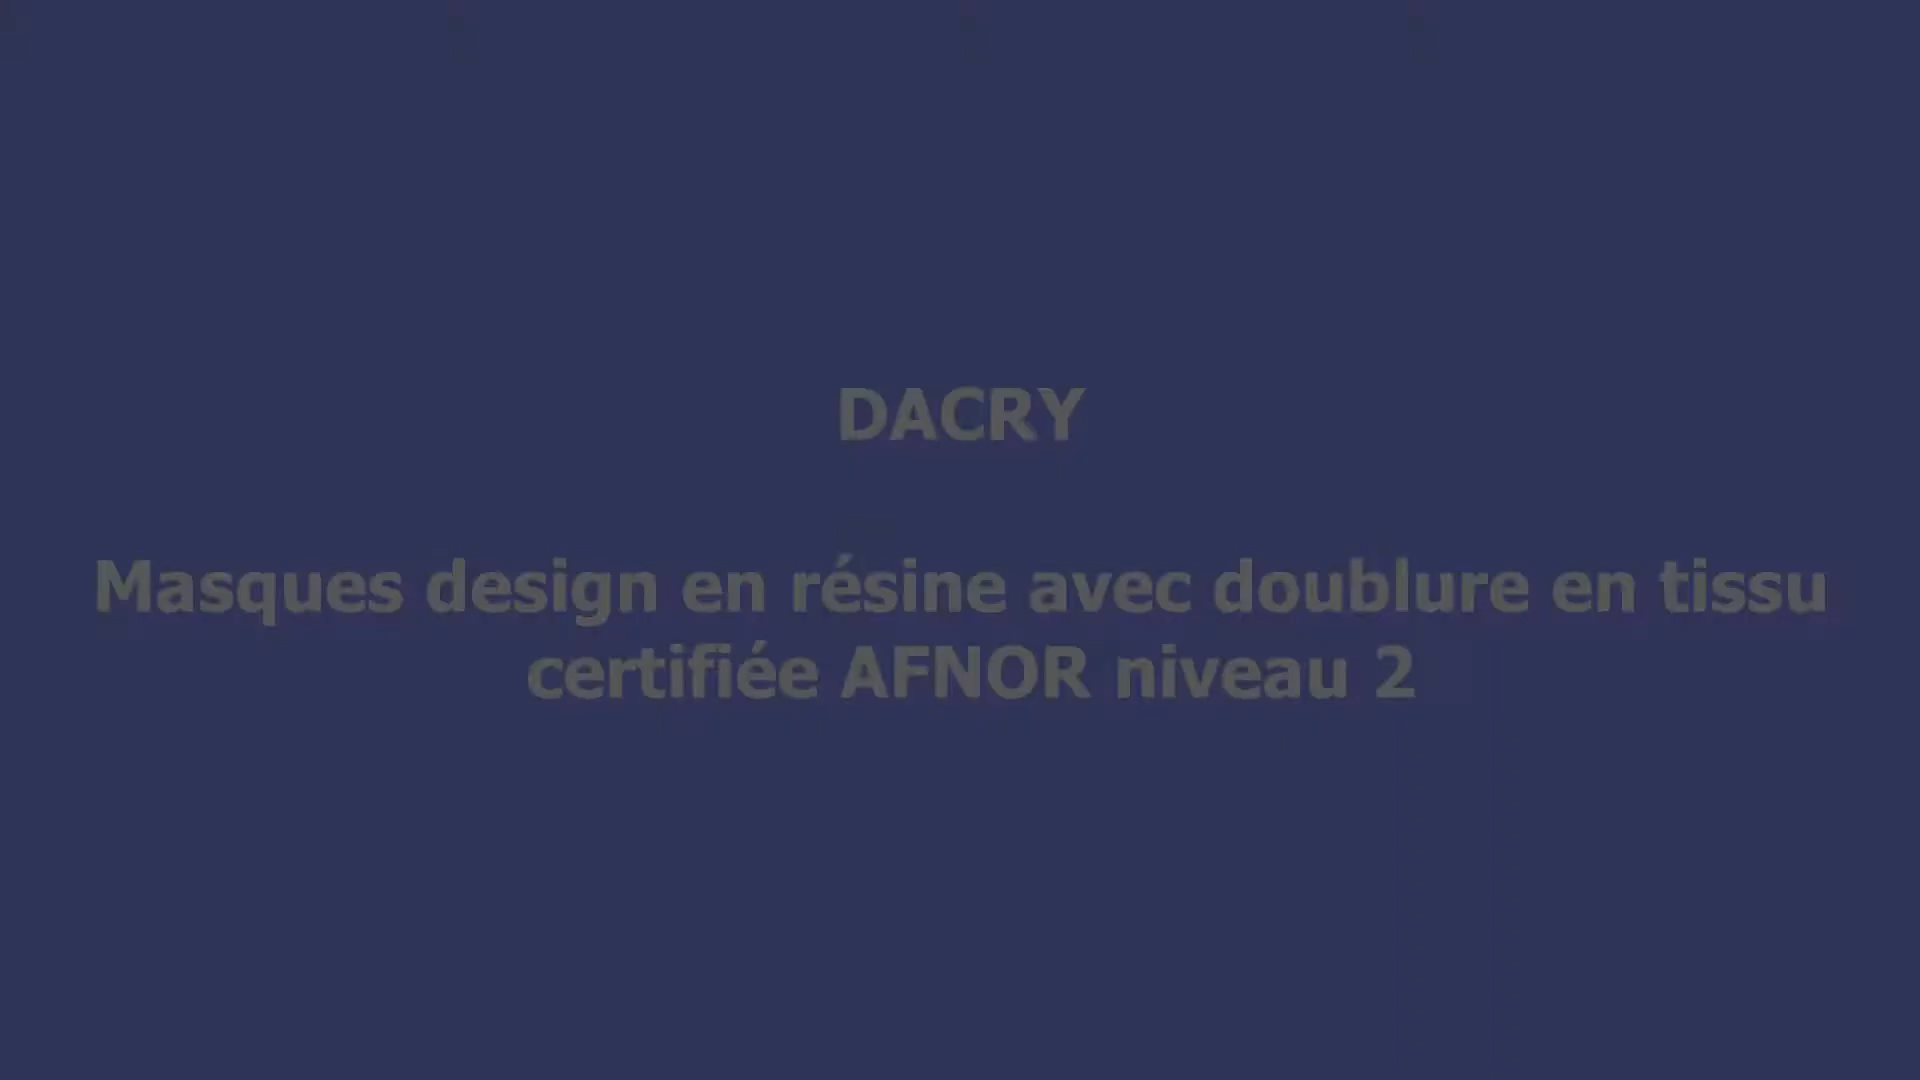 DACRY
Masques design en résine avec doublure en tissu
certifiée AFNOR niveau 2